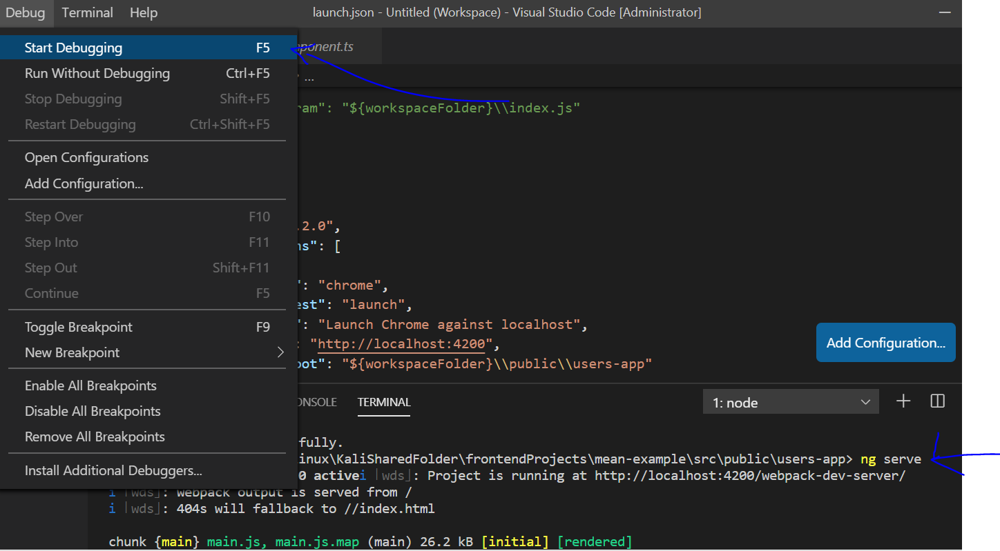 Debug Terminal Help launch.json - Untitled (Workspace) - Visual Studio Code [Administrator]
Start Debugging F5
Run Without Debugging Ctrl+F5
Stop Debugging Shift+F5
Restart Debugging Ctrl+Shift+F5
Open Configurations
Add Configuration...
Step Over F10
Step Into F11
Step Out Shift+F11
Continue F5
Toggle Breakpoint F9
New Breakpoint
Enable All Breakpoints
Disable All Breakpoints
Remove All Breakpoints
Install Additional Debuggers...
ponent.ts
...
ram": "${workspaceFolder}\\index.js"
.2.0",
ns": [
": "chrome",
est": "launch",
": "Launch Chrome against localhost",
: "http://localhost:4200",
oot": "${workspaceFolder}\\public\\users-app"
Add Configuration...
ONSOLE TERMINAL 1: node
fully.
inux\KaliSharedFolder\frontendProjects\mean-example\src\public\users-app> ng serve
0 activei ｢wds｣: Project is running at http://localhost:4200/webpack-dev-server/
i ｢wds｣: webpack output is served from /
i ｢wds｣: 404s will fallback to //index.html
chunk {main} main.js, main.js.map (main) 26.2 kB [initial] [rendered]